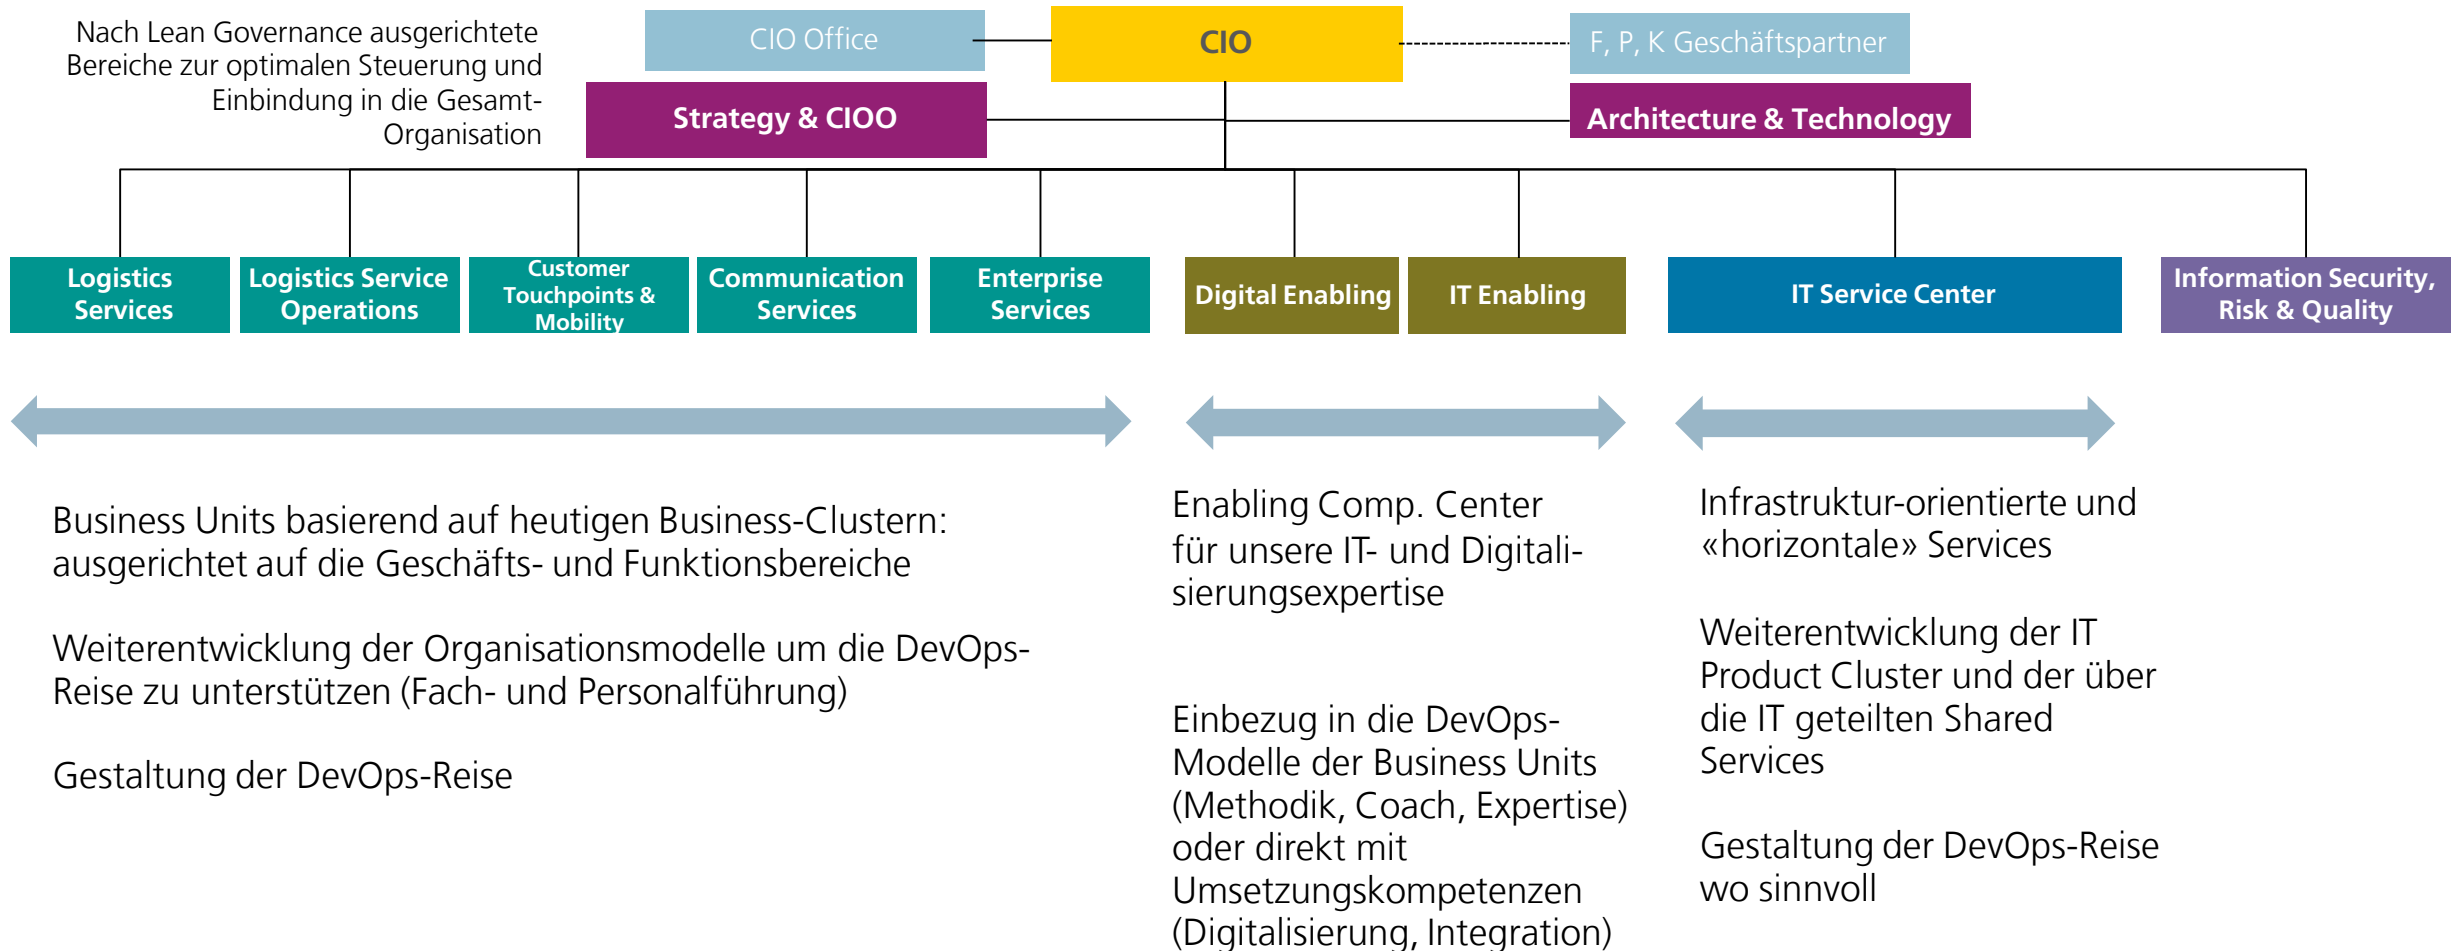 Nach Lean Governance ausgerichtete
Bereiche zur optimalen Steuerung und
Einbindung in die Gesamt-
Organisation
CIO Office
CIO
F, P, K Geschäftspartner
Strategy & CIOO
Architecture & Technology
Logistics
Services
Logistics Service
Operations
Customer
Touchpoints &
Mobility
Communication
Services
Enterprise
Services
Digital Enabling
IT Enabling
IT Service Center
Information Security,
Risk & Quality
Business Units basierend auf heutigen Business-Clustern:
ausgerichtet auf die Geschäfts- und Funktionsbereiche
Weiterentwicklung der Organisationsmodelle um die DevOps-
Reise zu unterstützen (Fach- und Personalführung)
Gestaltung der DevOps-Reise
Enabling Comp. Center
für unsere IT- und Digitali-
sierungsexpertise
Einbezug in die DevOps-
Modelle der Business Units
(Methodik, Coach, Expertise)
oder direkt mit
Umsetzungskompetenzen
(Digitalisierung, Integration)
Infrastruktur-orientierte und
«horizontale» Services
Weiterentwicklung der IT
Product Cluster und der über
die IT geteilten Shared
Services
Gestaltung der DevOps-Reise
wo sinnvoll